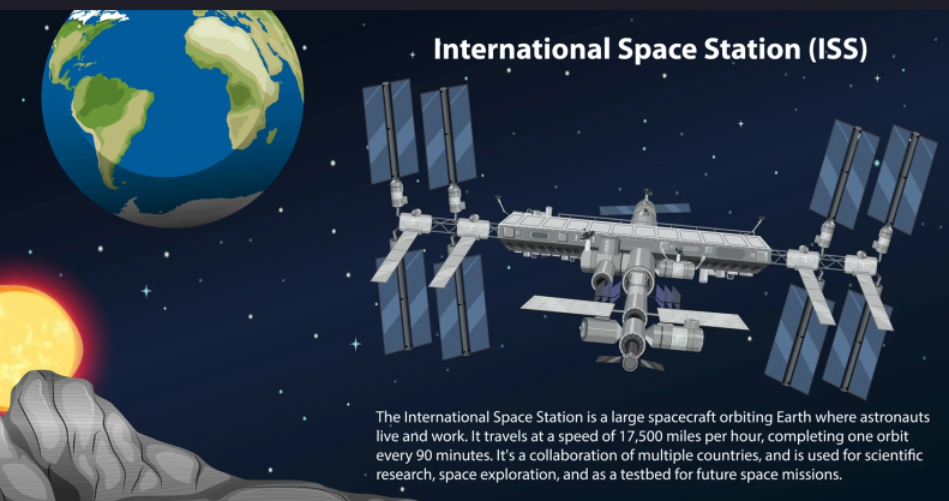 International Space Station (ISS)
The International Space Station is a large spacecraft orbiting Earth where astronauts
live and work. It travels at a speed of 17,500 miles per hour, completing one orbit
every 90 minutes. It's a collaboration of multiple countries, and is used for scientific
research, space exploration, and as a testbed for future space missions.